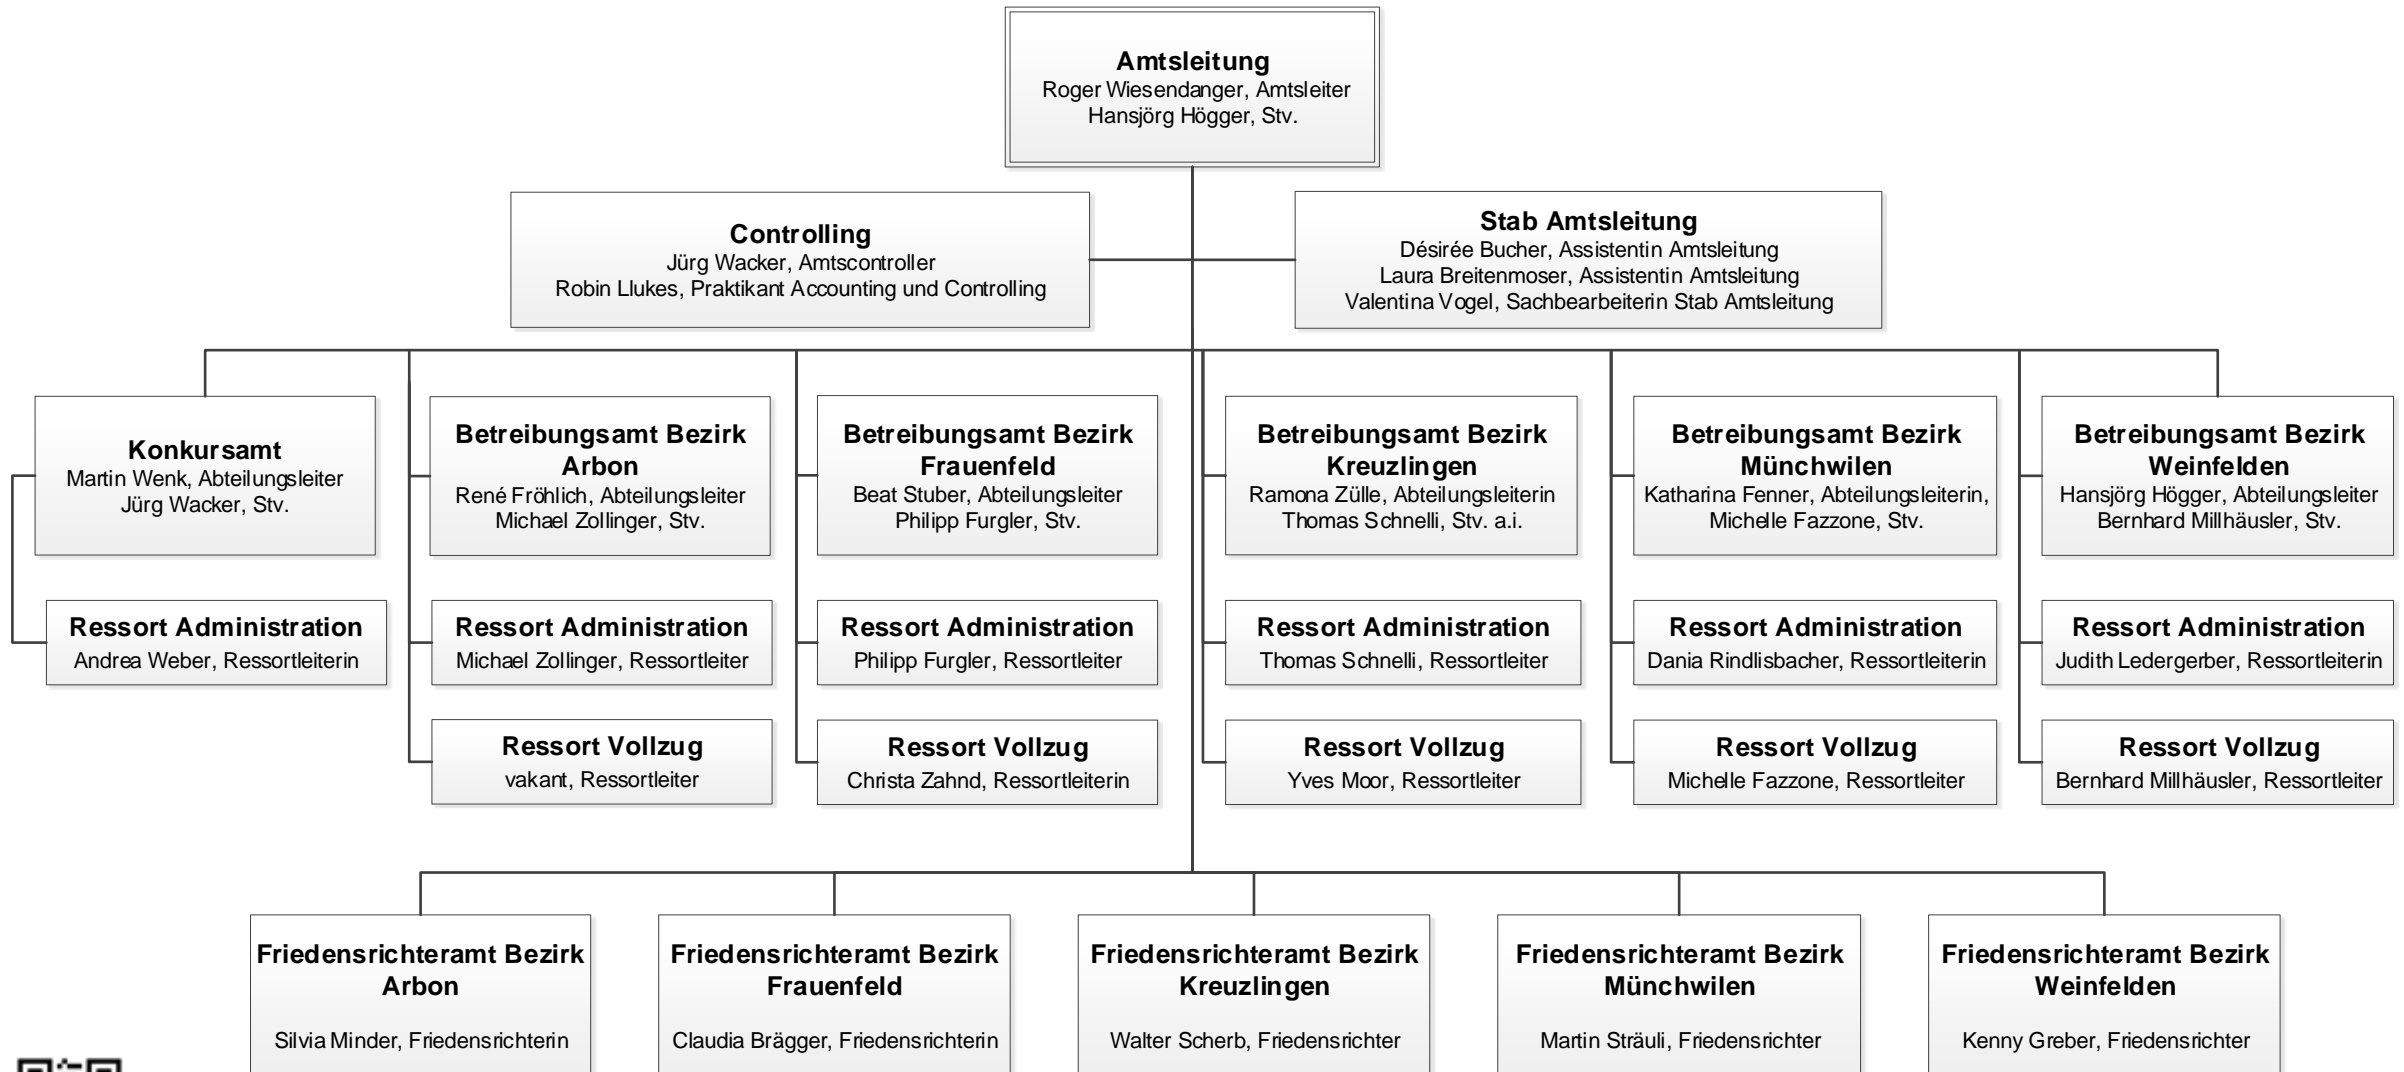 Amtsleitung
Roger Wiesendanger, Amtsleiter
Hansjörg Högger, Stv.
Controlling
Jürg Wacker, Amtscontroller
Robin Llukes, Praktikant Accounting und Controlling
Stab Amtsleitung
Désirée Bucher, Assistentin Amtsleitung
Laura Breitenmoser, Assistentin Amtsleitung
Valentina Vogel, Sachbearbeiterin Stab Amtsleitung
Konkursamt
Martin Wenk, Abteilungsleiter
Jürg Wacker, Stv.
Betreibungsamt Bezirk
Arbon
René Fröhlich, Abteilungsleiter
Michael Zollinger, Stv.
Betreibungsamt Bezirk
Frauenfeld
Beat Stuber, Abteilungsleiter
Philipp Furgler, Stv.
Betreibungsamt Bezirk
Kreuzlingen
Ramona Zülle, Abteilungsleiterin
Thomas Schnelli, Stv. a.i.
Betreibungsamt Bezirk
Münchwilen
Katharina Fenner, Abteilungsleiterin,
Michelle Fazzone, Stv.
Betreibungsamt Bezirk
Weinfelden
Hansjörg Högger, Abteilungsleiter
Bernhard Millhäusler, Stv.
Ressort Administration
Andrea Weber, Ressortleiterin
Ressort Administration
Michael Zollinger, Ressortleiter
Ressort Administration
Philipp Furgler, Ressortleiter
Ressort Administration
Thomas Schnelli, Ressortleiter
Ressort Administration
Dania Rindlisbacher, Ressortleiterin
Ressort Administration
Judith Ledergerber, Ressortleiterin
Ressort Vollzug
vakant, Ressortleiter
Ressort Vollzug
Christa Zahnd, Ressortleiterin
Ressort Vollzug
Yves Moor, Ressortleiter
Ressort Vollzug
Michelle Fazzone, Ressortleiter
Ressort Vollzug
Bernhard Millhäusler, Ressortleiter
Friedensrichteramt Bezirk
Arbon
Silvia Minder, Friedensrichterin
Friedensrichteramt Bezirk
Frauenfeld
Claudia Brägger, Friedensrichterin
Friedensrichteramt Bezirk
Kreuzlingen
Walter Scherb, Friedensrichter
Friedensrichteramt Bezirk
Münchwilen
Martin Sträuli, Friedensrichter
Friedensrichteramt Bezirk
Weinfelden
Kenny Greber, Friedensrichter